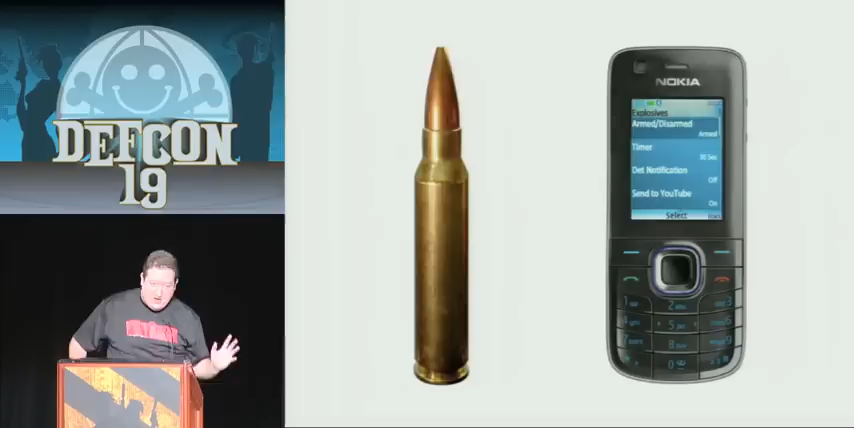 DEFCON
19
NOKIA
Explosives
Armed/Disarmed
Armed
Timer
30 Sec
Det Notification
Off
Send to YouTube
On
Select